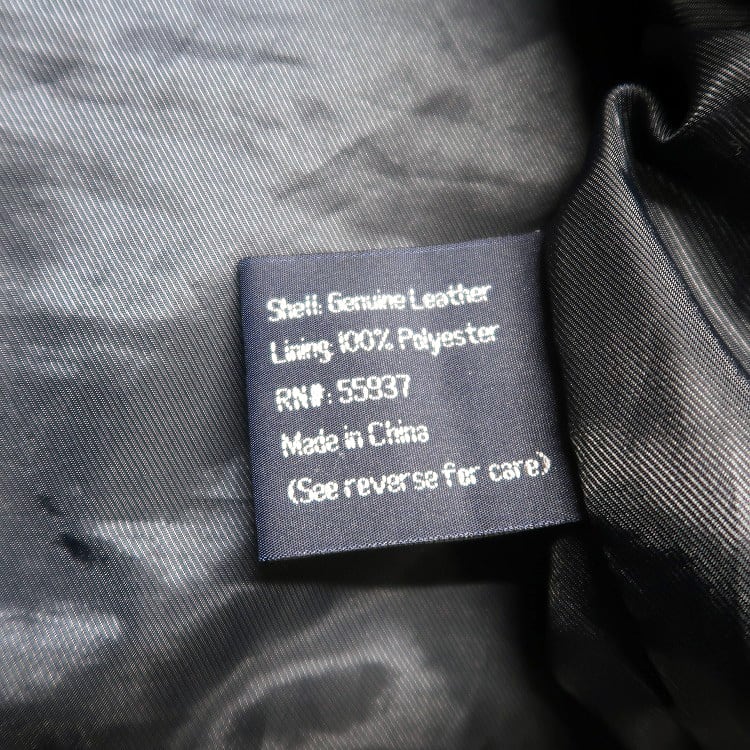 Shell: Genuine Leather
Lining: 100% Polyester
RN#: 55937
Made in China
(See reverse for care)